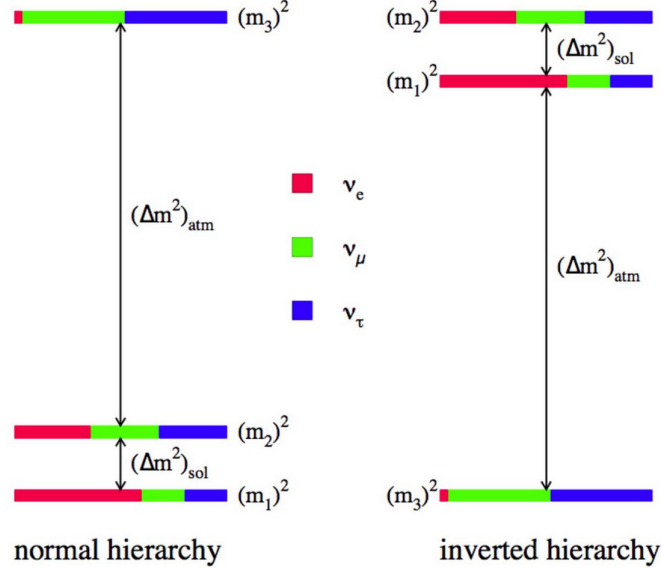 (m₃)²
(m₂)²
(Δm²)sol
(m₁)²
νe
(Δm²)atm
νμ
(Δm²)atm
ντ
(m₂)²
(Δm²)sol
(m₁)²
(m₃)²
normal hierarchy
inverted hierarchy